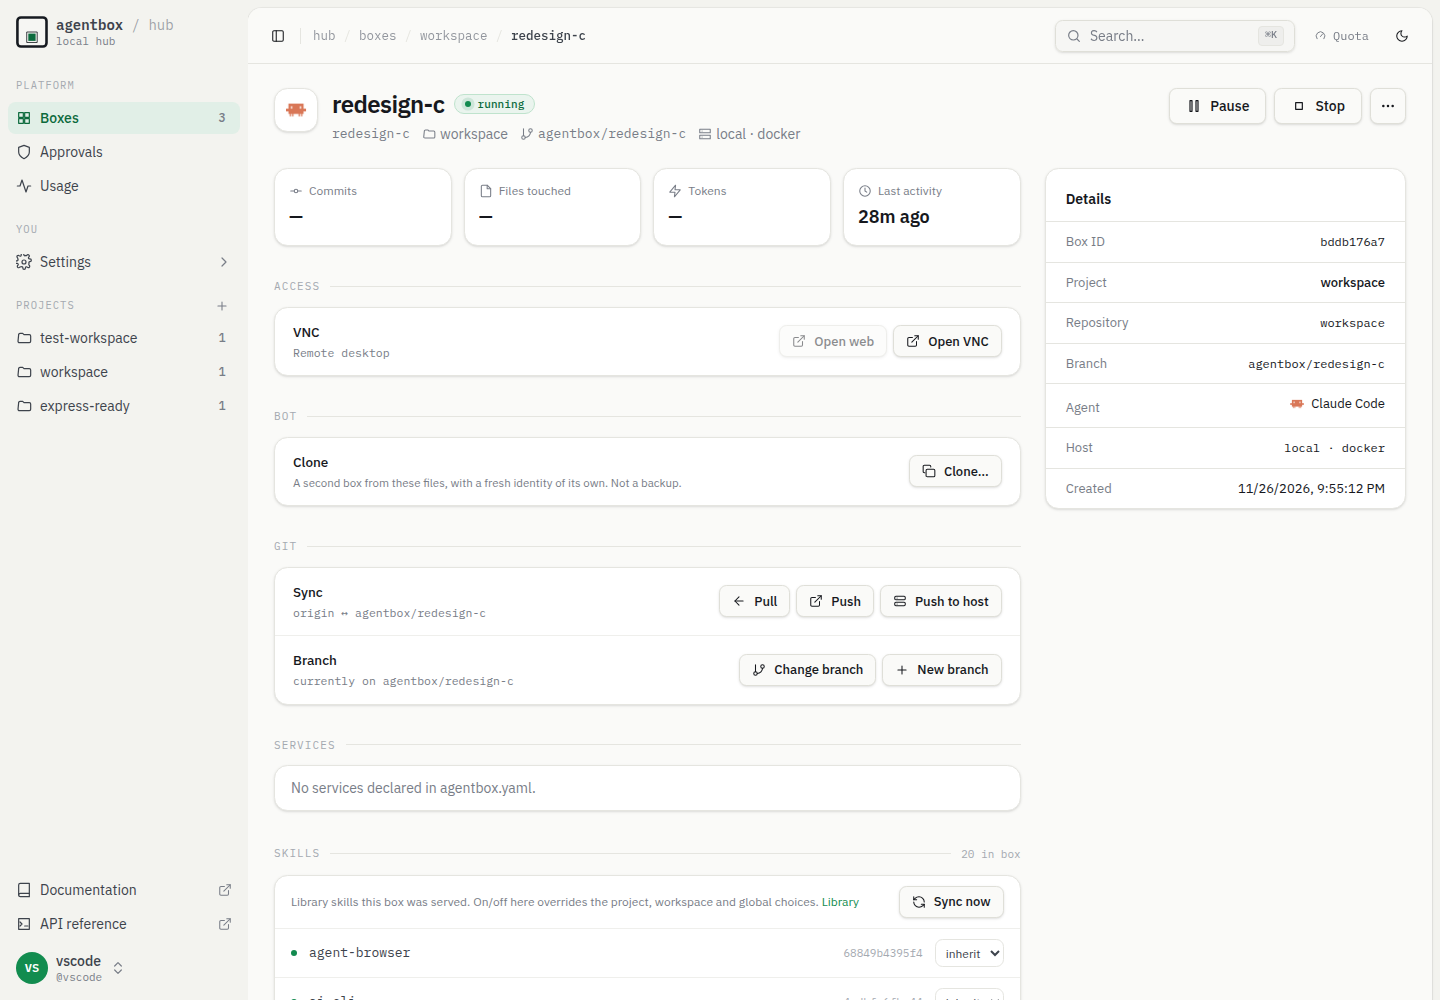 agentbox / hub
local hub
PLATFORM
Boxes 3
Approvals
Usage
YOU
Settings
PROJECTS
test-workspace 1
workspace 1
express-ready 1
Documentation
API reference
VS
vscode
@vscode
hub / boxes / workspace / redesign-c
Search... ⌘K
Quota
redesign-c running
redesign-c workspace agentbox/redesign-c local · docker
Pause Stop
Commits
—
Files touched
—
Tokens
—
Last activity
28m ago
ACCESS
VNC
Remote desktop
Open web Open VNC
BOT
Clone
A second box from these files, with a fresh identity of its own. Not a backup.
Clone...
GIT
Sync
origin ↔ agentbox/redesign-c
Pull Push Push to host
Branch
currently on agentbox/redesign-c
Change branch New branch
SERVICES
No services declared in agentbox.yaml.
SKILLS 20 in box
Library skills this box was served. On/off here overrides the project, workspace and global choices. Library
Sync now
agent-browser 68849b4395f4 inherit
Details
Box ID bddb176a7
Project workspace
Repository workspace
Branch agentbox/redesign-c
Agent Claude Code
Host local · docker
Created 11/26/2026, 9:55:12 PM